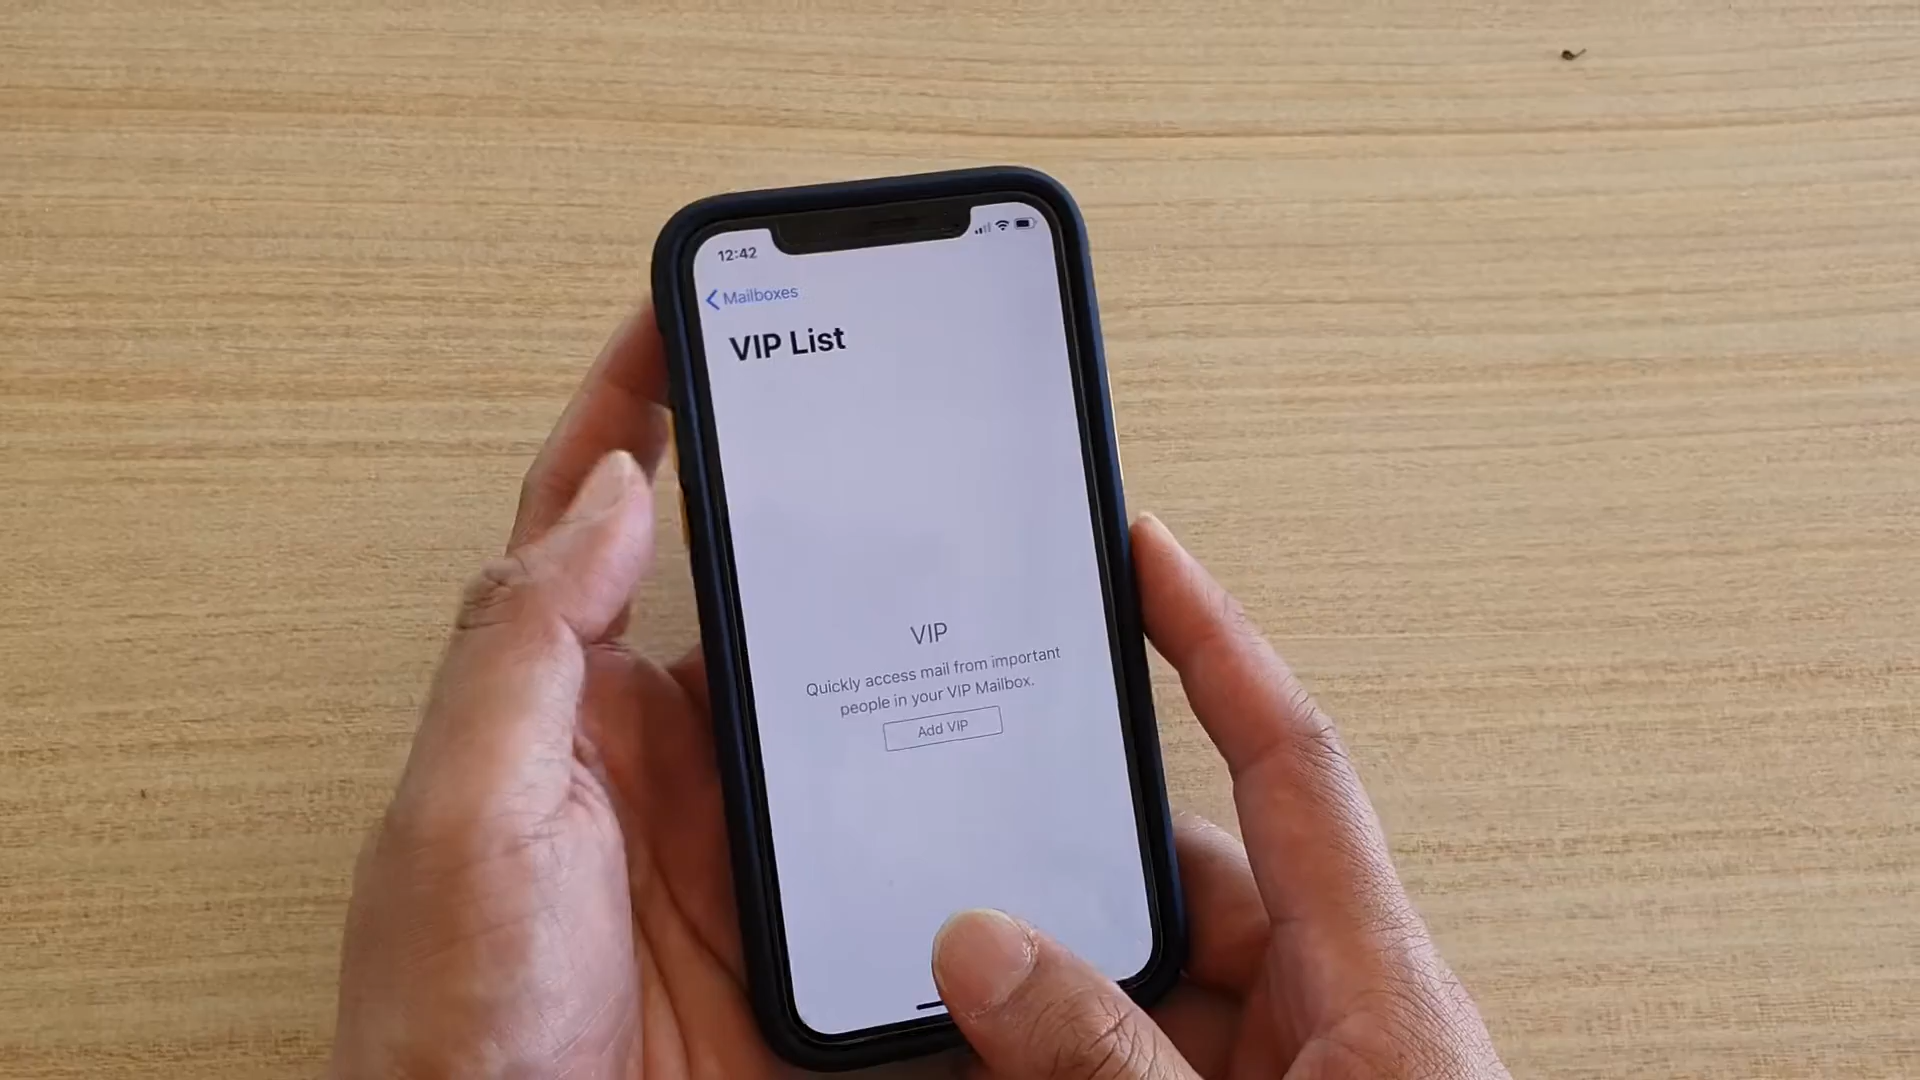 12:42
Mailboxes
VIP List
VIP
Quickly access mail from important
people in your VIP Mailbox.
Add VIP